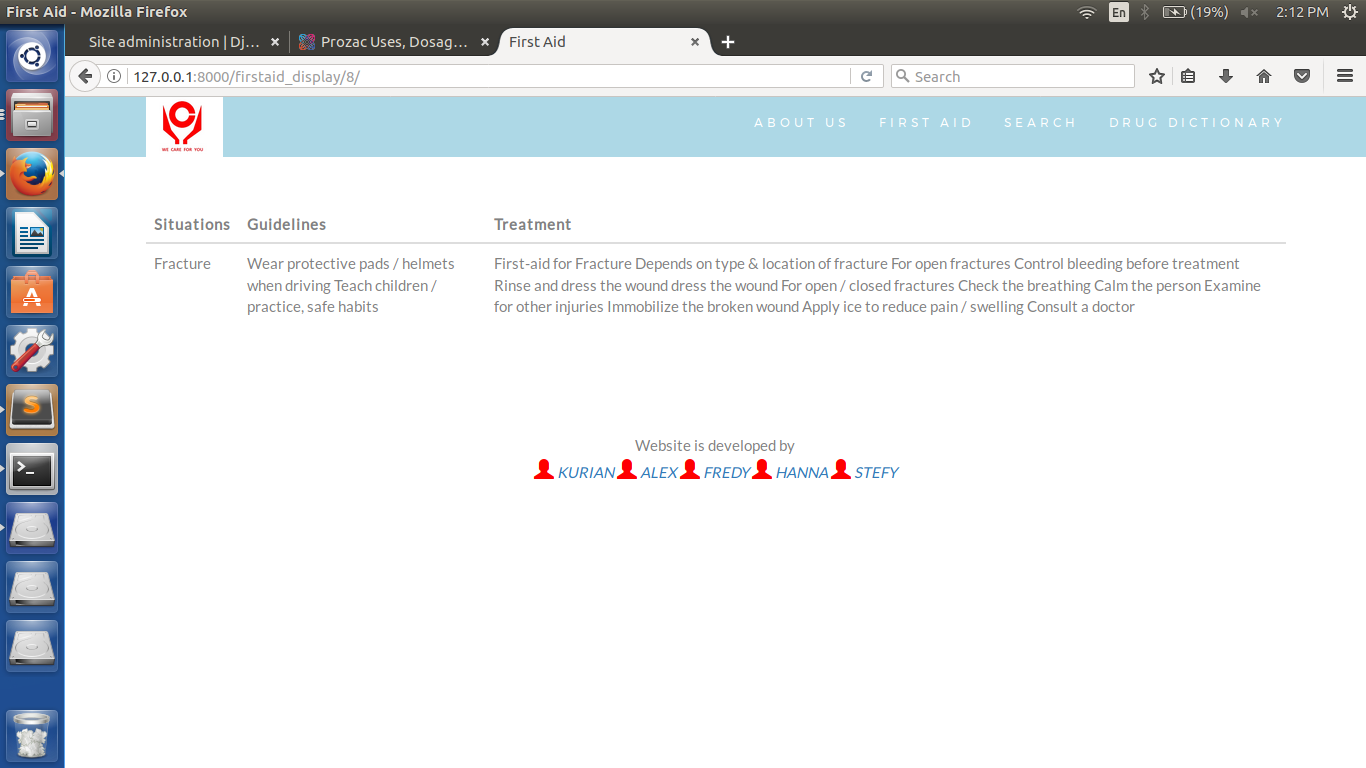 First Aid - Mozilla Firefox
En
(19%)
2:12 PM
Site administration | Dj...
Prozac Uses, Dosag...
First Aid
127.0.0.1:8000/firstaid_display/8/
Search
WE CARE FOR YOU
ABOUT US
FIRST AID
SEARCH
DRUG DICTIONARY
Situations
Guidelines
Treatment
Fracture
Wear protective pads / helmets
when driving Teach children /
practice, safe habits
First-aid for Fracture Depends on type & location of fracture For open fractures Control bleeding before treatment
Rinse and dress the wound dress the wound For open / closed fractures Check the breathing Calm the person Examine
for other injuries Immobilize the broken wound Apply ice to reduce pain / swelling Consult a doctor
Website is developed by
KURIAN ALEX FREDY HANNA STEFY